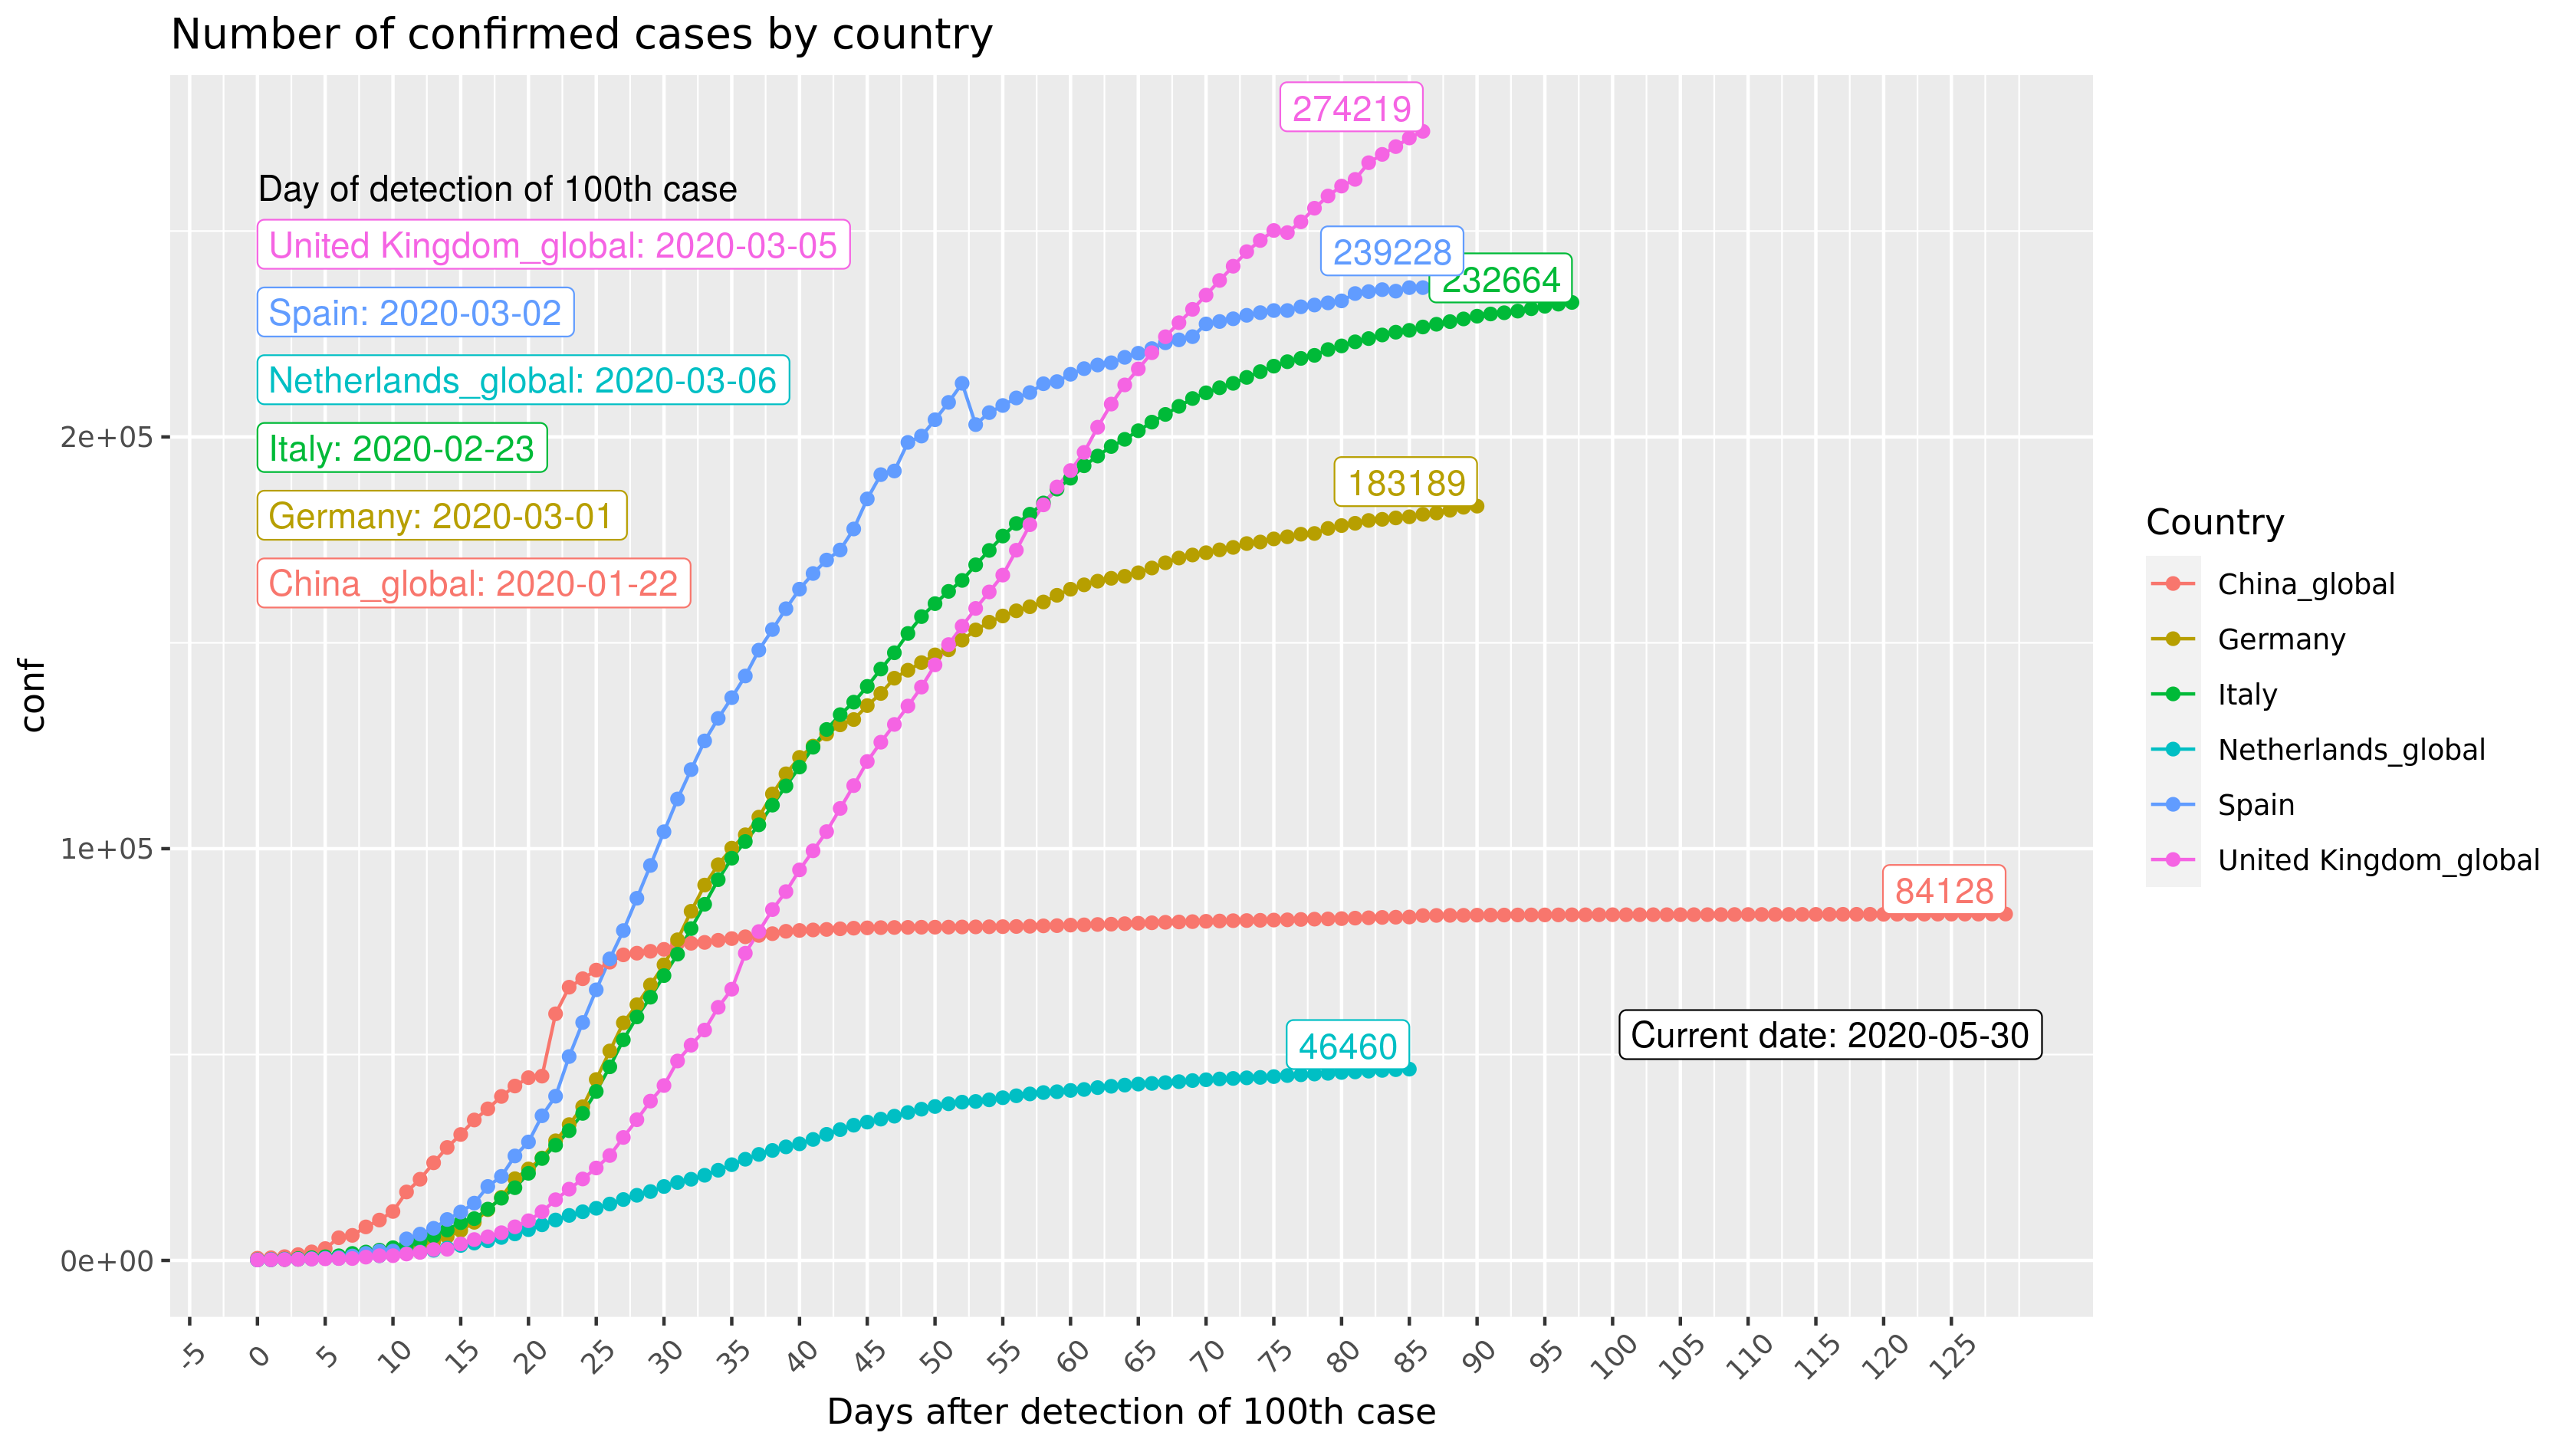 Number of confirmed cases by country
274219
Day of detection of 100th case
United Kingdom_global: 2020-03-05
239228
232664
Spain: 2020-03-02
Netherlands_global: 2020-03-06
2e+05
Italy: 2020-02-23
183189
Germany: 2020-03-01
China_global: 2020-01-22
conf
1e+05
84128
46460
Current date: 2020-05-30
0e+00
-5 0 5 10 15 20 25 30 35 40 45 50 55 60 65 70 75 80 85 90 95 100 105 110 115 120 125
Days after detection of 100th case
Country
China_global
Germany
Italy
Netherlands_global
Spain
United Kingdom_global